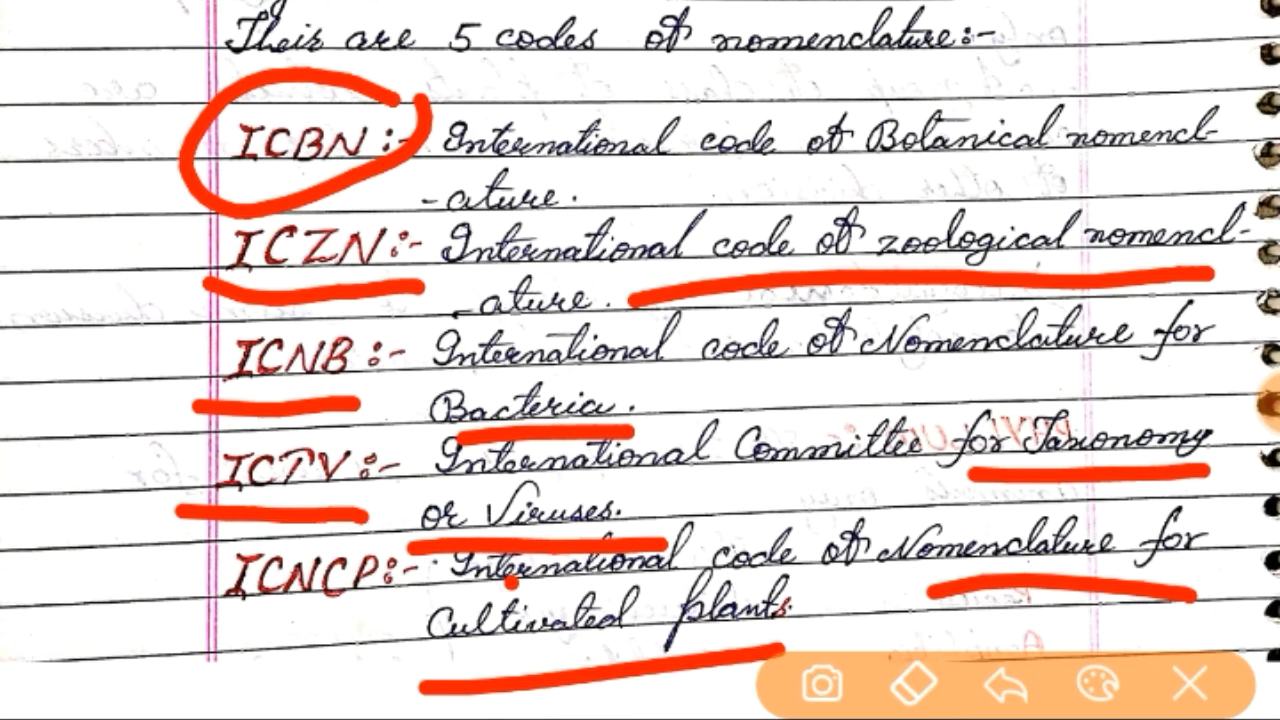 Their are 5 codes of nomenclature:-
ICBN :- International code of Botanical nomencl-
-ature.
ICZN:- International code of zoological nomencl-
-ature.
ICNB :- International code of Nomenclature for
Bacteria.
ICTV:- International Committee for Taxonomy
or Viruses.
ICNCP:- International code of Nomenclature for
Cultivated plants.